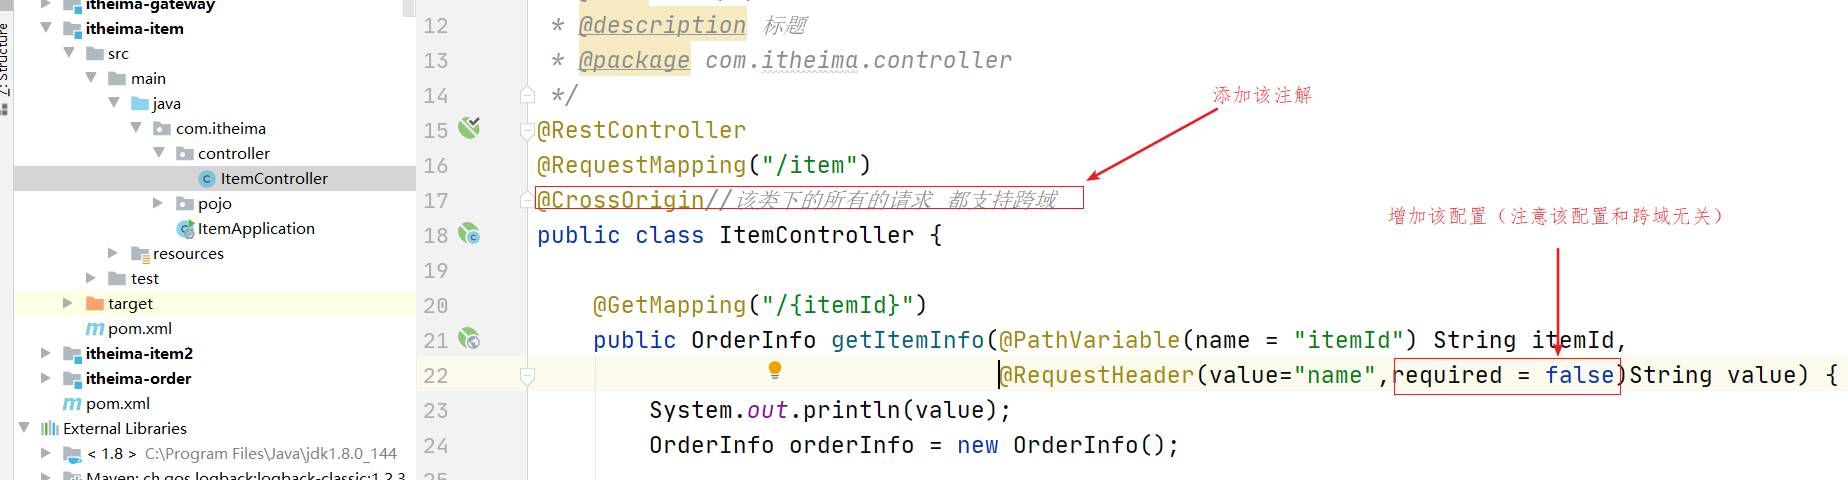 itheima-gateway
itheima-item
src
main
java
com.itheima
controller
ItemController
pojo
ItemApplication
resources
test
target
pom.xml
itheima-item2
itheima-order
pom.xml
External Libraries
< 1.8 > C:\Program Files\Java\jdk1.8.0_144
Maven: ch.qos.logback:logback-classic:1.2.3
Z: Structure
12 * @description 标题
13 * @package com.itheima.controller
14 */
添加该注解
15 @RestController
16 @RequestMapping("/item")
17 @CrossOrigin//该类下的所有的请求 都支持跨域
增加该配置（注意该配置和跨域无关）
18 public class ItemController {
19
20 @GetMapping("/{itemId}")
21 public OrderInfo getItemInfo(@PathVariable(name = "itemId") String itemId,
22 @RequestHeader(value="name",required = false)String value) {
23 System.out.println(value);
24 OrderInfo orderInfo = new OrderInfo();